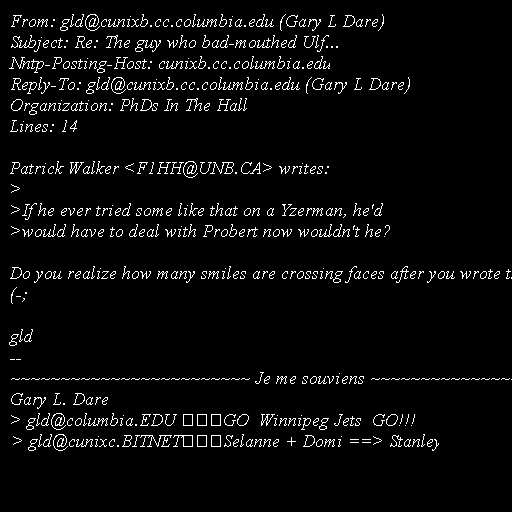 From: gld@cunixb.cc.columbia.edu (Gary L Dare)
Subject: Re: The guy who bad-mouthed Ulf...
Nntp-Posting-Host: cunixb.cc.columbia.edu
Reply-To: gld@cunixb.cc.columbia.edu (Gary L Dare)
Organization: PhDs In The Hall
Lines: 14

Patrick Walker <F1HH@UNB.CA> writes:
>
>If he ever tried some like that on a Yzerman, he'd
>would have to deal with Probert now wouldn't he?

Do you realize how many smiles are crossing faces after you wrote
(-;

gld
--
~~~~~~~~~~~~~~~~~~~~~~~~ Je me souviens ~~~~~~~~~~~~~~~
Gary L. Dare
> gld@columbia.EDU □□□GO  Winnipeg Jets  GO!!!
> gld@cunixc.BITNET□□□Selanne + Domi ==> Stanley